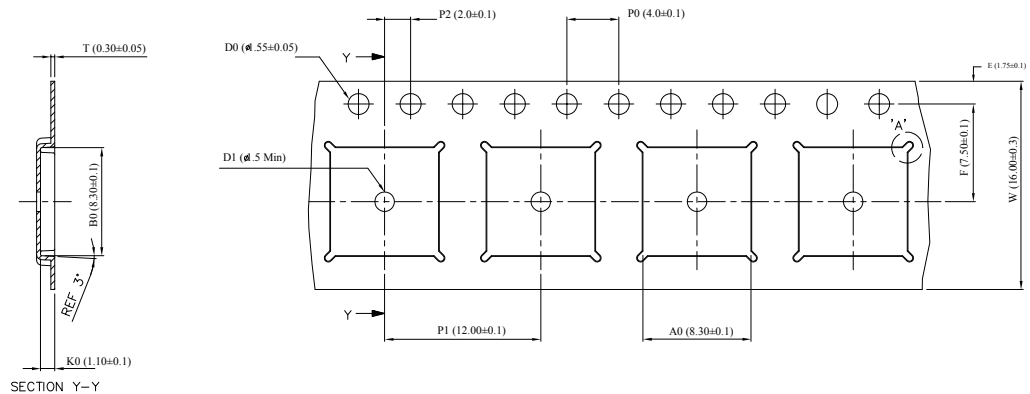 P2 (2.0±0.1)
P0 (4.0±0.1)
T (0.30±0.05)
D0 (ø1.55±0.05)
Y
E (1.75±0.1)
'A'
D1 (ø1.5 Min)
F (7.50±0.1)
W (16.00±0.3)
B0 (8.30±0.1)
REF 3°
Y
P1 (12.00±0.1)
A0 (8.30±0.1)
K0 (1.10±0.1)
SECTION Y-Y